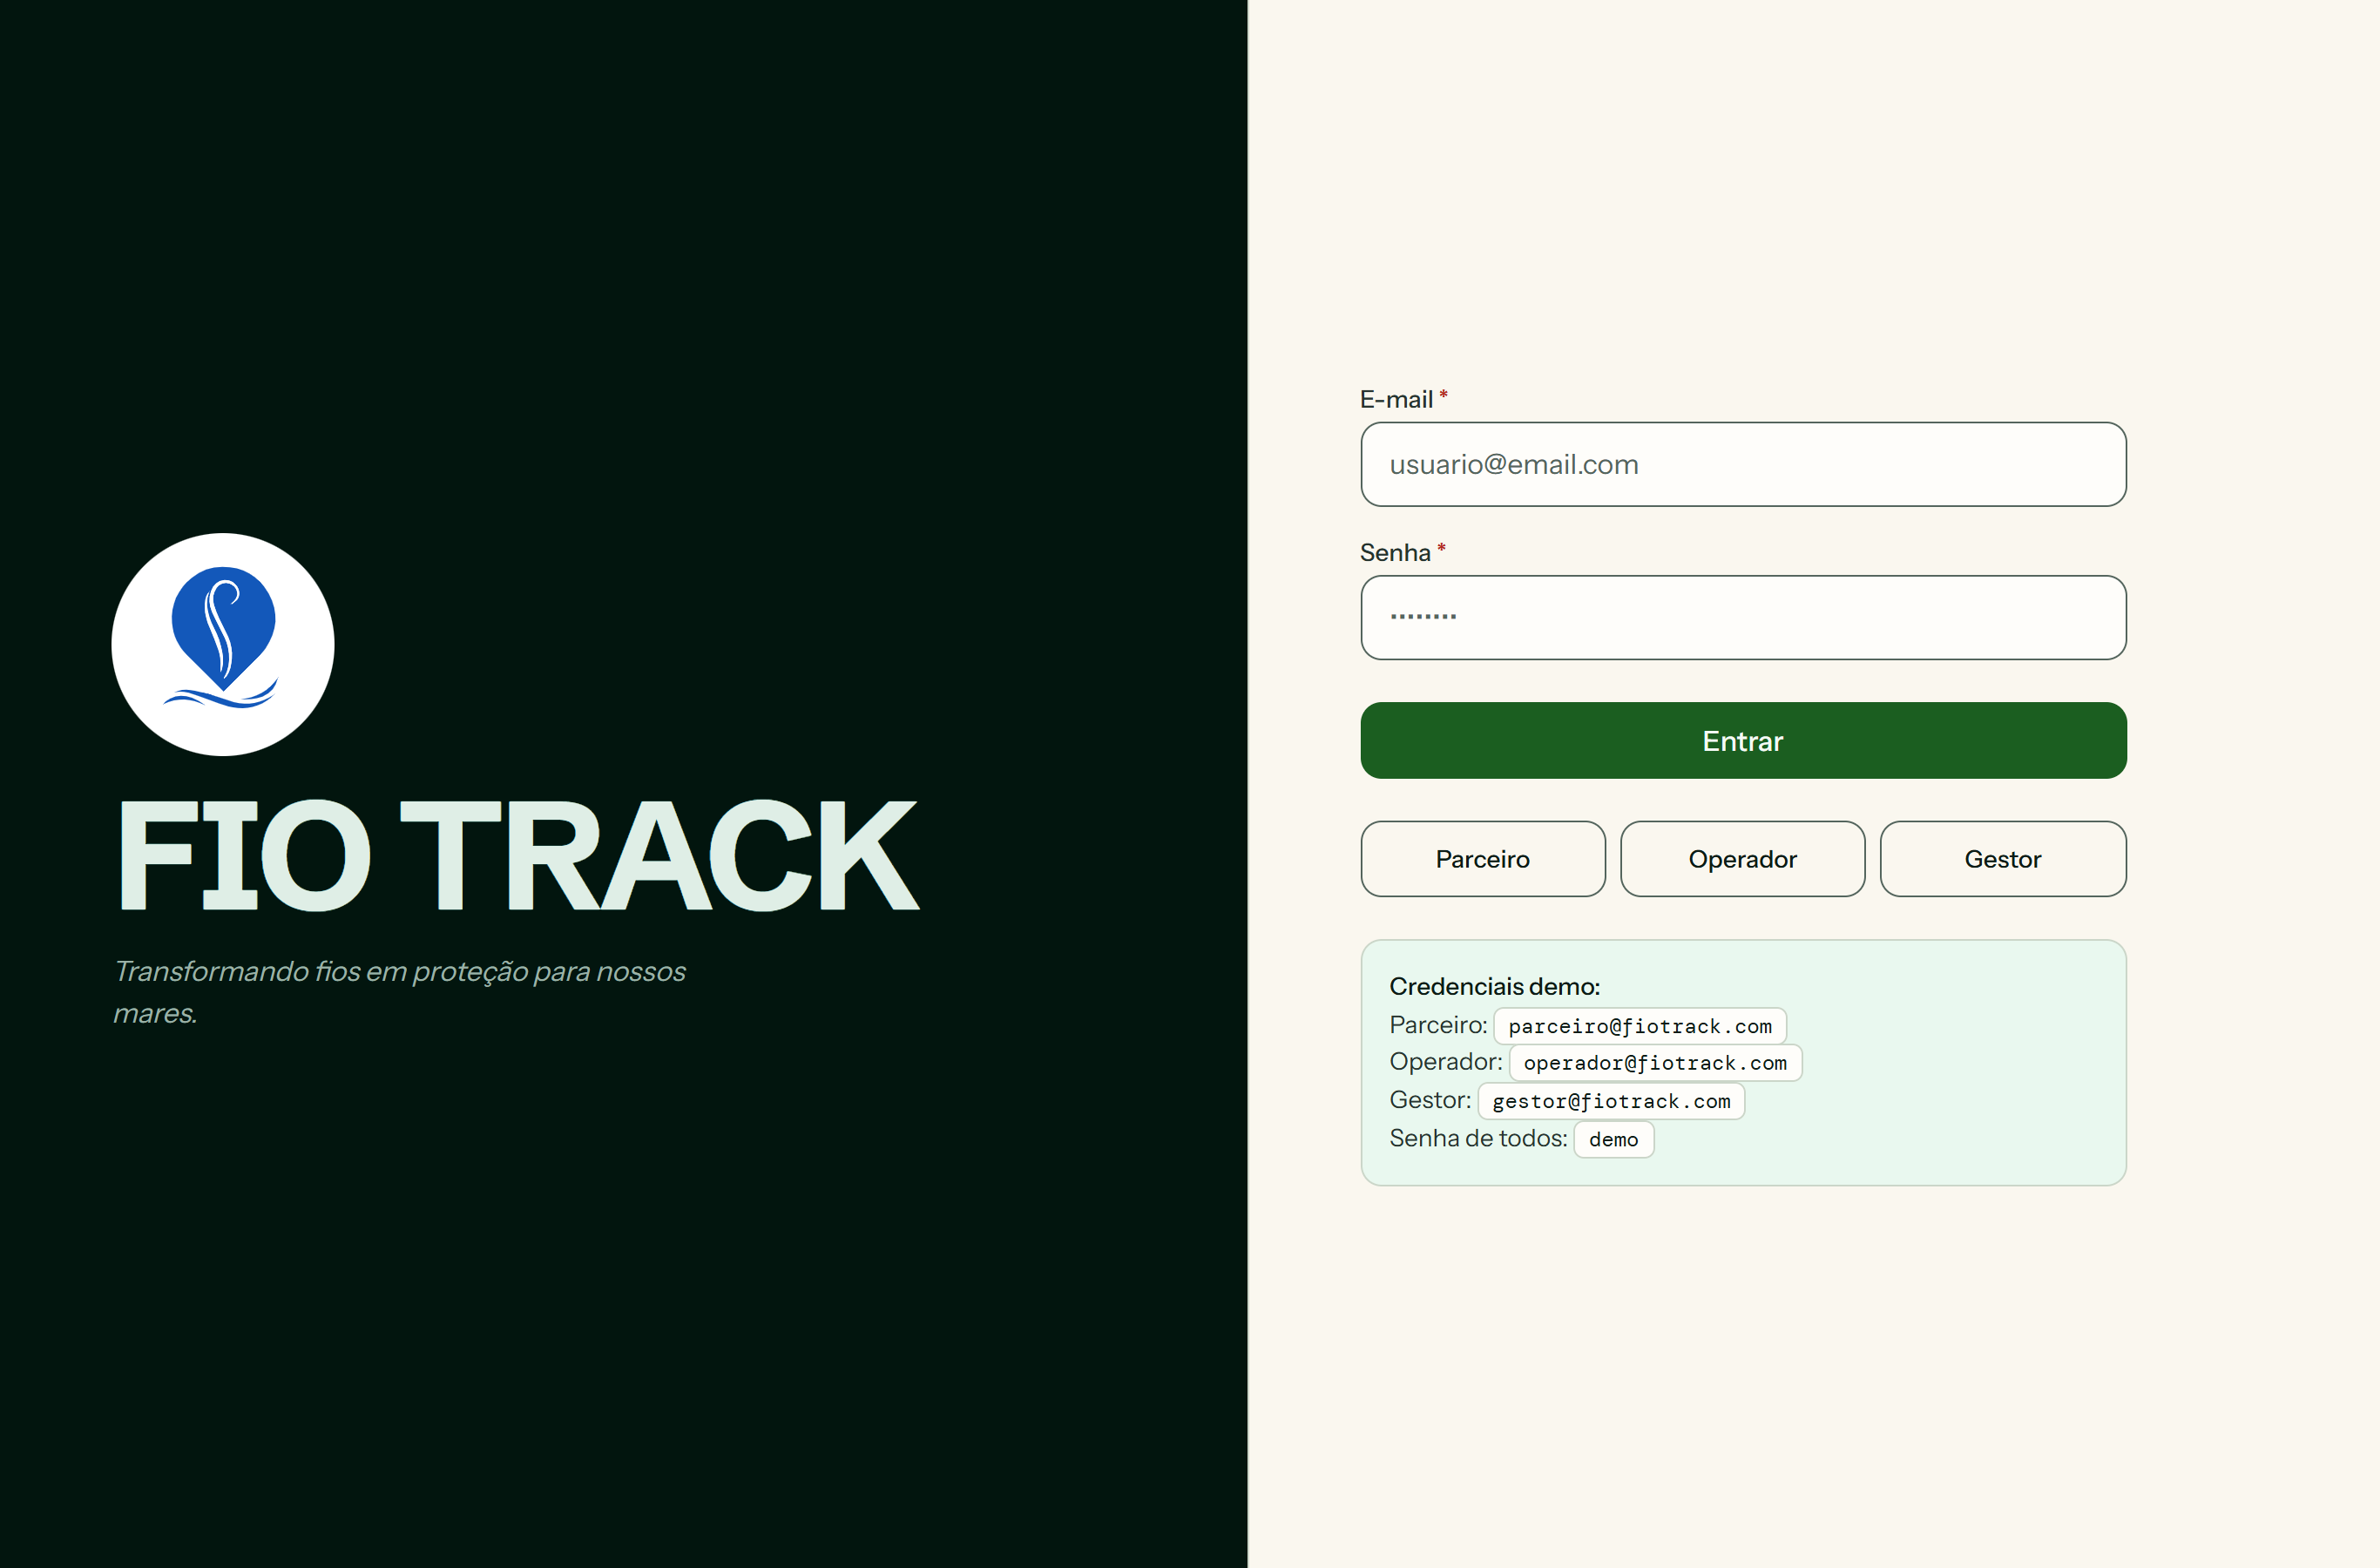 FIO TRACK
Transformando fios em proteção para nossos
mares.
E-mail *
usuario@email.com
Senha *
········
Entrar
Parceiro
Operador
Gestor
Credenciais demo:
Parceiro: parceiro@fiotrack.com
Operador: operador@fiotrack.com
Gestor: gestor@fiotrack.com
Senha de todos: demo